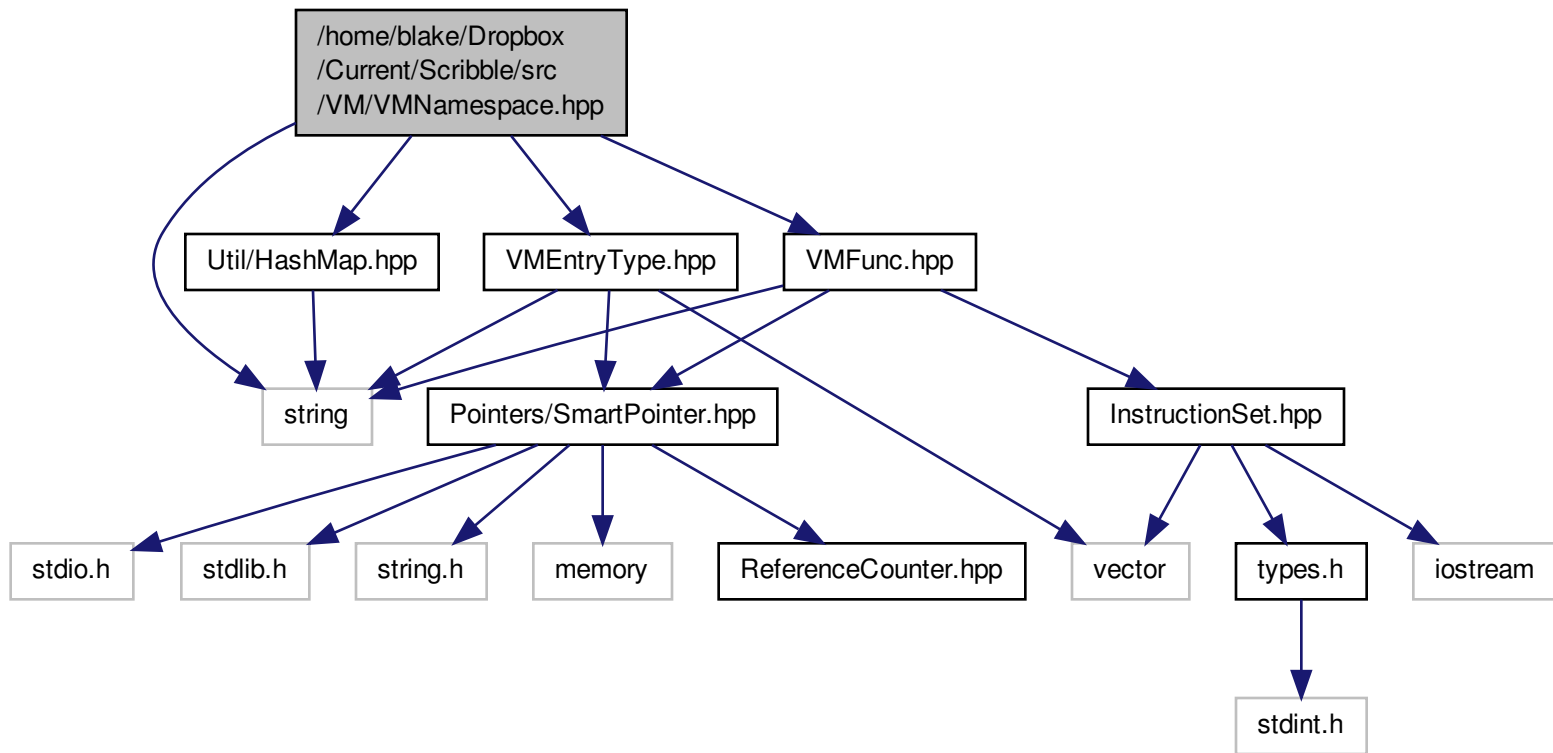 /home/blake/Dropbox
/Current/Scribble/src
/VM/VMNamespace.hpp
Util/HashMap.hpp
VMEntryType.hpp
VMFunc.hpp
string
Pointers/SmartPointer.hpp
InstructionSet.hpp
stdio.h
stdlib.h
string.h
memory
ReferenceCounter.hpp
vector
types.h
iostream
stdint.h